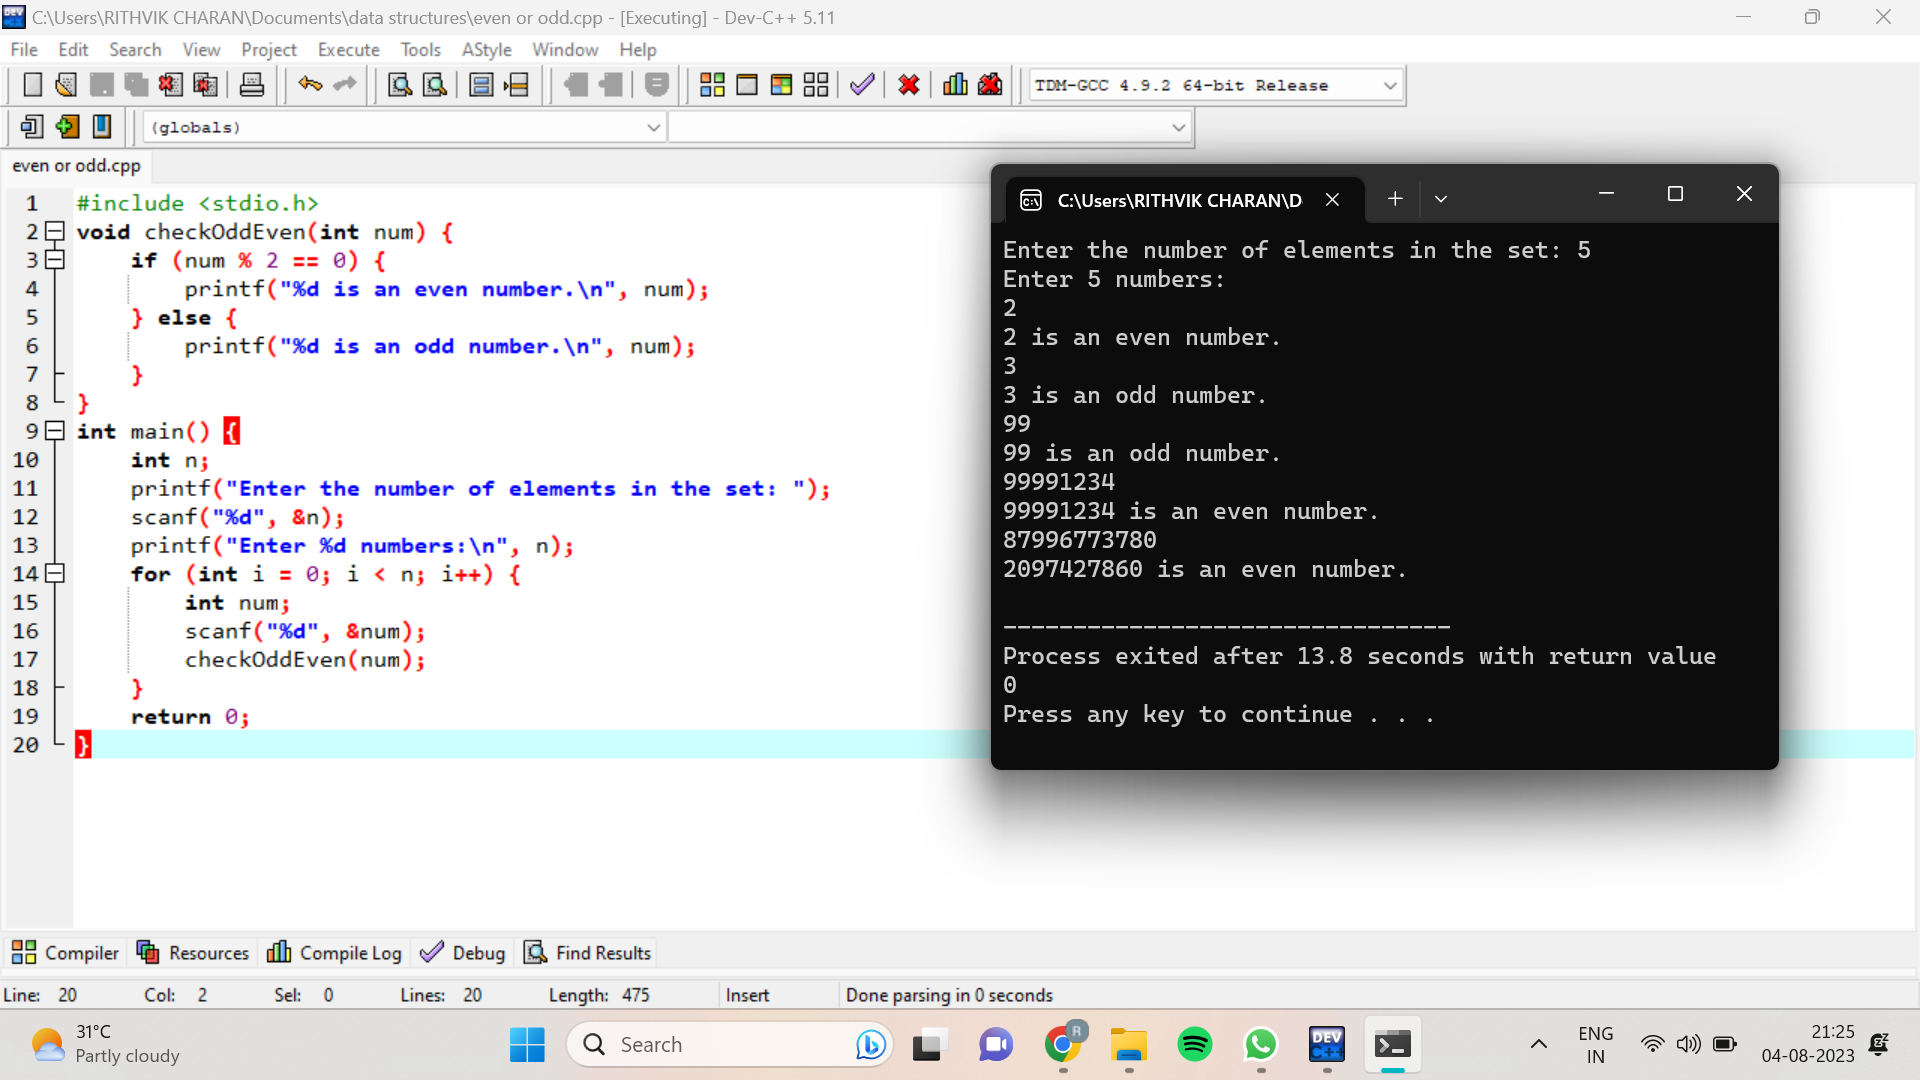 C:\Users\RITHVIK CHARAN\Documents\data structures\even or odd.cpp - [Executing] - Dev-C++ 5.11
File Edit Search View Project Execute Tools AStyle Window Help
TDM-GCC 4.9.2 64-bit Release
(globals)
even or odd.cpp
1 #include <stdio.h>
2 void checkOddEven(int num) {
3 if (num % 2 == 0) {
4 printf("%d is an even number.\n", num);
5 } else {
6 printf("%d is an odd number.\n", num);
7 }
8 }
9 int main() {
10 int n;
11 printf("Enter the number of elements in the set: ");
12 scanf("%d", &n);
13 printf("Enter %d numbers:\n", n);
14 for (int i = 0; i < n; i++) {
15 int num;
16 scanf("%d", &num);
17 checkOddEven(num);
18 }
19 return 0;
20 }
C:\Users\RITHVIK CHARAN\D
Enter the number of elements in the set: 5
Enter 5 numbers:
2
2 is an even number.
3
3 is an odd number.
99
99 is an odd number.
99991234
99991234 is an even number.
87996773780
2097427860 is an even number.
--------------------------------
Process exited after 13.8 seconds with return value
0
Press any key to continue . . .
Compiler Resources Compile Log Debug Find Results
Line: 20 Col: 2 Sel: 0 Lines: 20 Length: 475 Insert Done parsing in 0 seconds
31°C
Partly cloudy
Search
R
DEV
C++
ENG
IN
21:25
04-08-2023